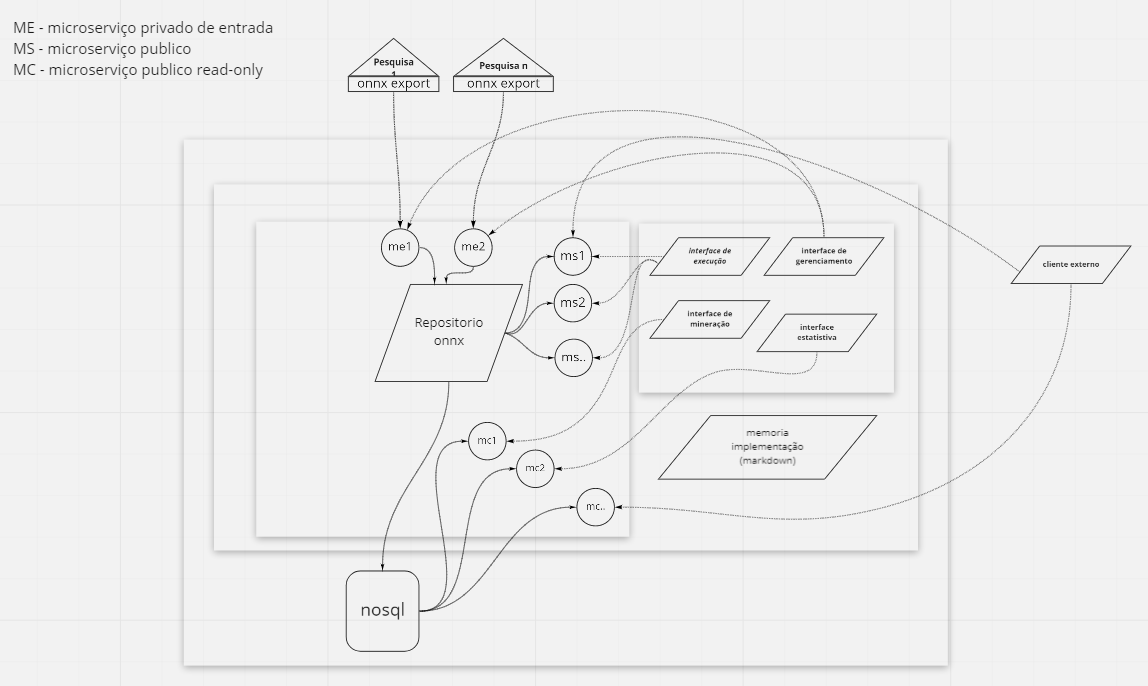 ME - microserviço privado de entrada
MS - microserviço publico
MC - microserviço publico read-only
Pesquisa
1
onnx export
Pesquisa n
onnx export
me1
me2
ms1
interface de
execução
interface de
gerenciamento
cliente externo
ms2
interface de
mineração
interface
estatistiva
Repositorio
onnx
ms..
mc1
memoria
implementação
(markdown)
mc2
mc..
nosql